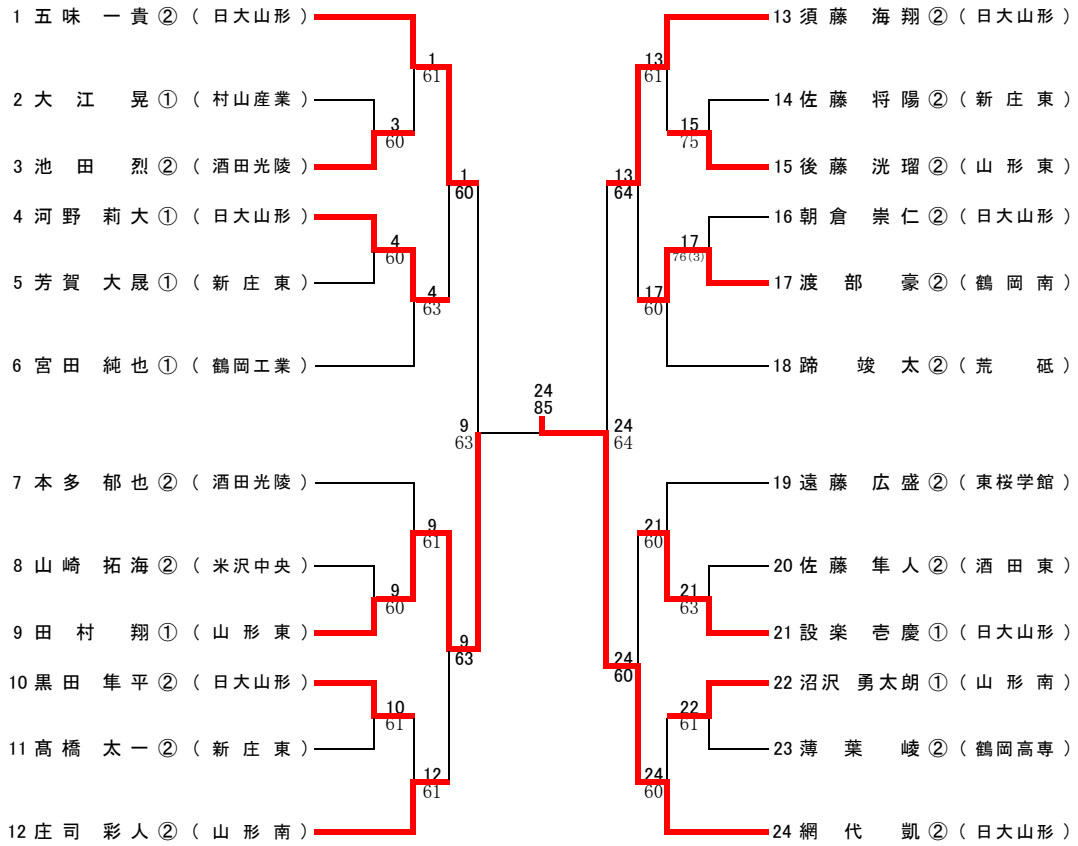 1 五味 一貴 ② ( 日大山形 )
2 大江 晃 ① ( 村山産業 )
3 池田 烈 ② ( 酒田光陵 )
4 河野 莉大 ① ( 日大山形 )
5 芳賀 大晟 ① ( 新庄東 )
6 宮田 純也 ① ( 鶴岡工業 )
7 本多 郁也 ② ( 酒田光陵 )
8 山崎 拓海 ② ( 米沢中央 )
9 田村 翔 ① ( 山形東 )
10 黒田 隼平 ② ( 日大山形 )
11 髙橋 太一 ② ( 新庄東 )
12 庄司 彩人 ② ( 山形南 )
1
61
3
60
4
60
4
63
9
61
9
60
10
61
12
61
1
60
9
63
9
63
24
85
24
64
13
64
24
60
13
61
15
75
17
76(3)
17
60
21
60
21
63
22
61
24
60
13 須藤 海翔 ② ( 日大山形 )
14 佐藤 将陽 ② ( 新庄東 )
15 後藤 洸瑠 ② ( 山形東 )
16 朝倉 崇仁 ② ( 日大山形 )
17 渡部 豪 ② ( 鶴岡南 )
18 蹄 竣太 ② ( 荒砥 )
19 遠藤 広盛 ② ( 東桜学館 )
20 佐藤 隼人 ② ( 酒田東 )
21 設楽 壱慶 ① ( 日大山形 )
22 沼沢 勇太朗 ① ( 山形南 )
23 薄葉 崚 ② ( 鶴岡高専 )
24 網代 凱 ② ( 日大山形 )